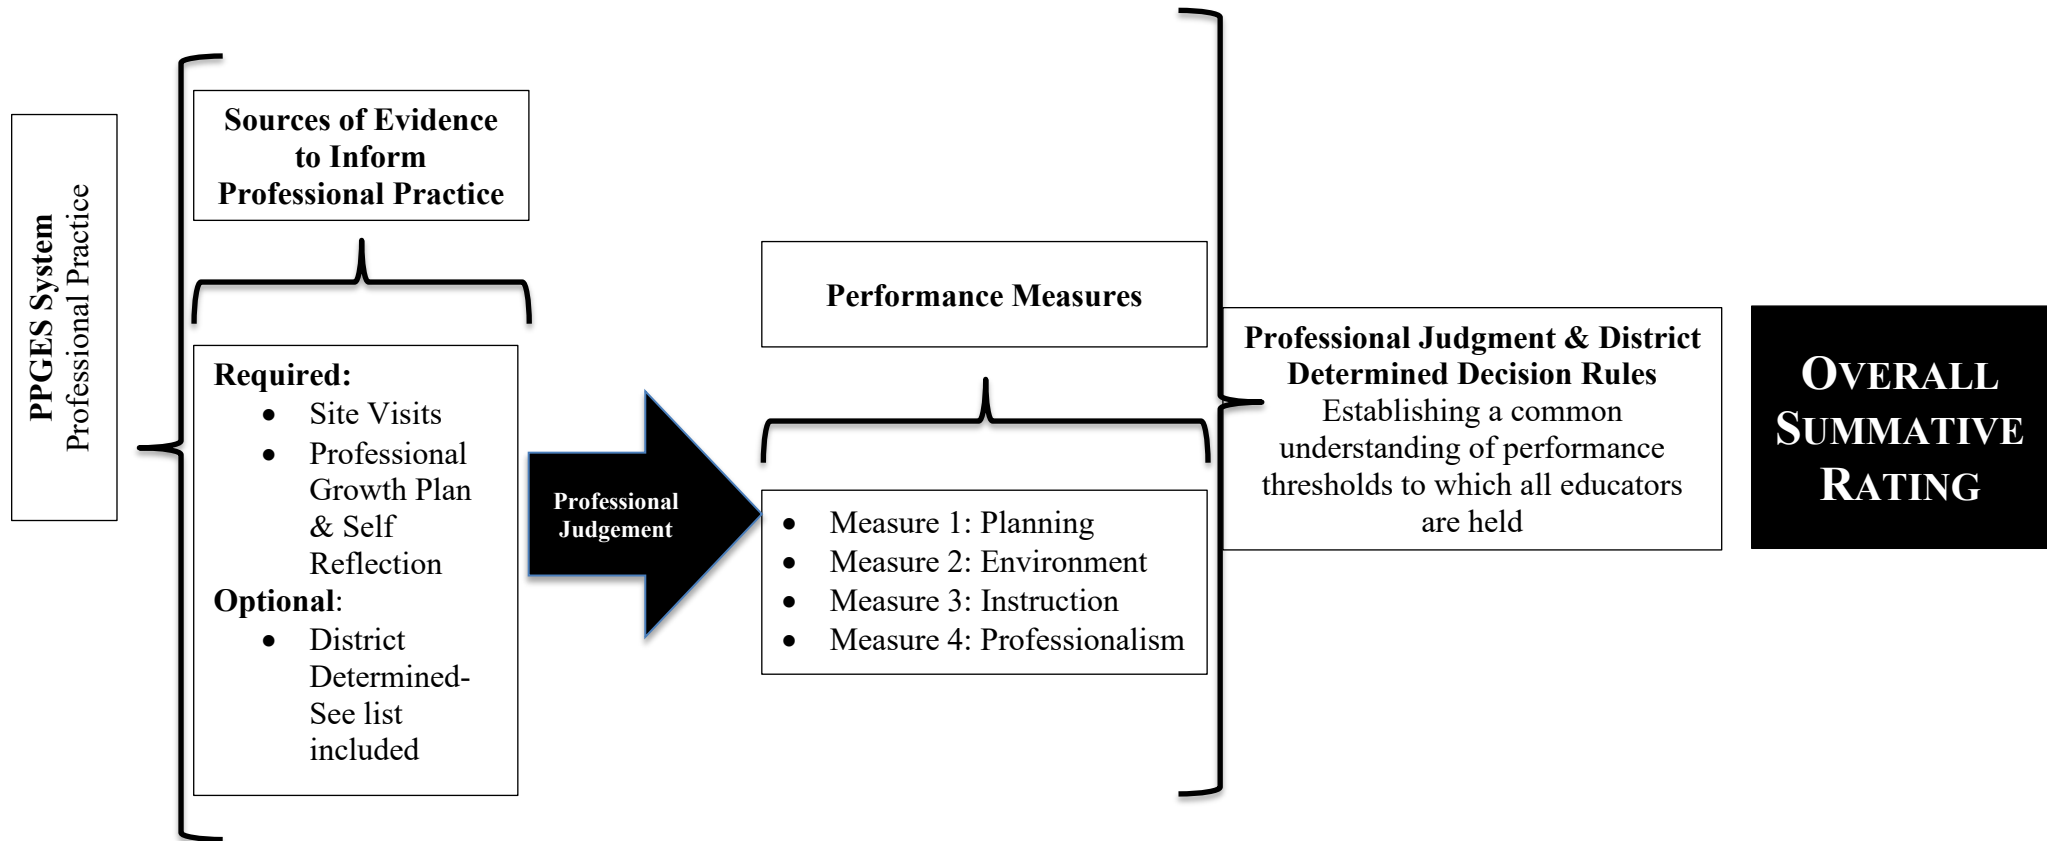 PPGES System
Professional Practice
Sources of Evidence
to Inform
Professional Practice
Required:
• Site Visits
• Professional
Growth Plan
& Self
Reflection
Optional:
• District
Determined-
See list
included
Professional
Judgement
Performance Measures
• Measure 1: Planning
• Measure 2: Environment
• Measure 3: Instruction
• Measure 4: Professionalism
Professional Judgment & District
Determined Decision Rules
Establishing a common
understanding of performance
thresholds to which all educators
are held
OVERALL
SUMMATIVE
RATING